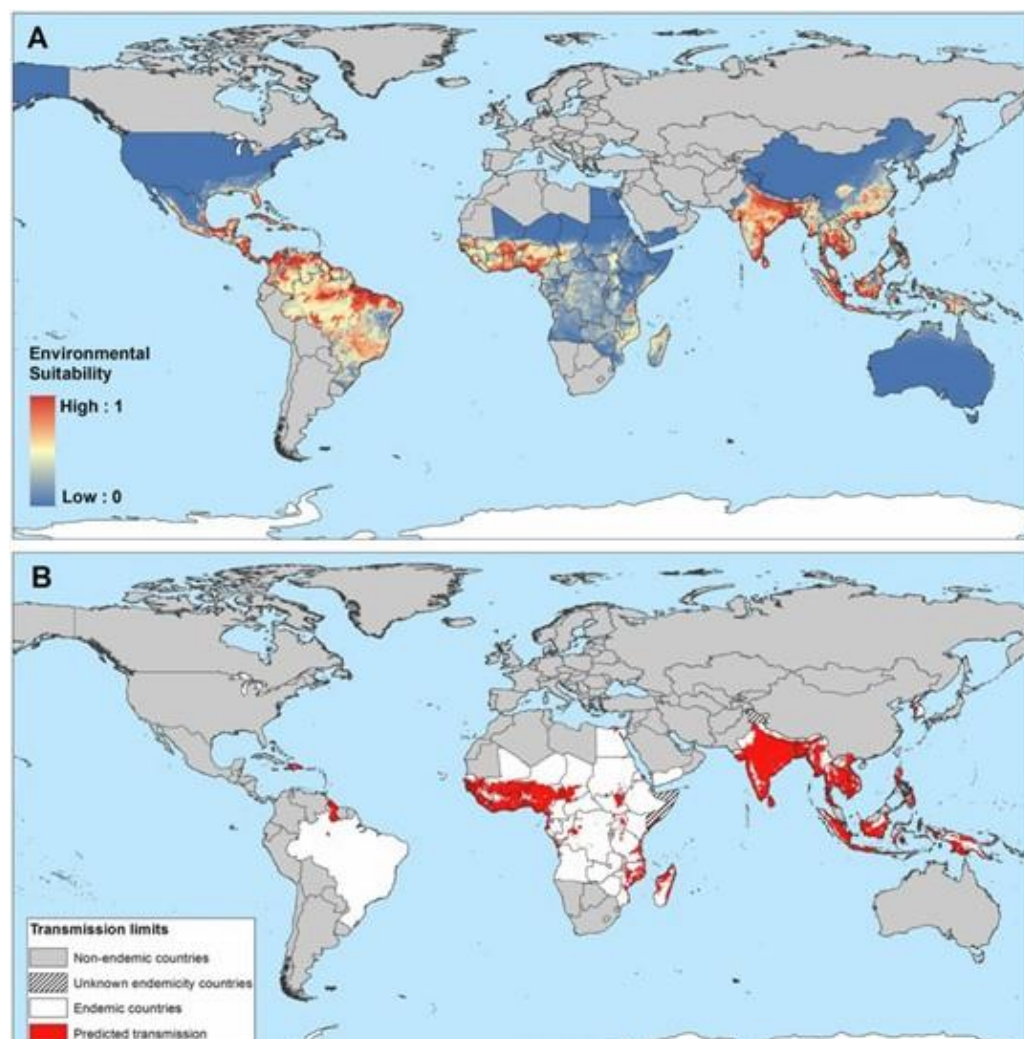 A
Environmental
Suitability
High : 1
Low : 0
B
Transmission limits
Non-endemic countries
Unknown endemicity countries
Endemic countries
Predicted transmission